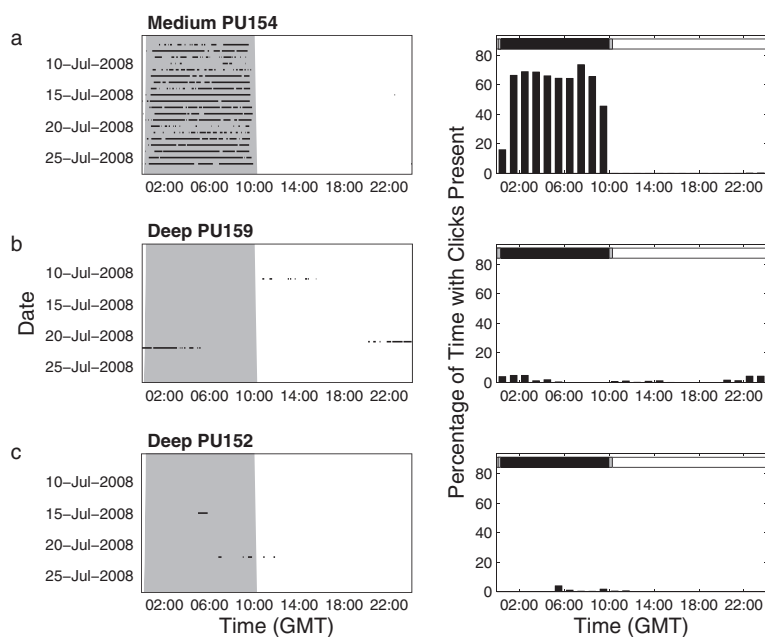 a
Medium PU154
10-Jul-2008
15-Jul-2008
20-Jul-2008
25-Jul-2008
02:00 06:00 10:00 14:00 18:00 22:00
80
60
40
20
0
02:00 06:00 10:00 14:00 18:00 22:00
b
Deep PU159
10-Jul-2008
15-Jul-2008
20-Jul-2008
25-Jul-2008
02:00 06:00 10:00 14:00 18:00 22:00
80
60
40
20
0
02:00 06:00 10:00 14:00 18:00 22:00
c
Deep PU152
10-Jul-2008
15-Jul-2008
20-Jul-2008
25-Jul-2008
02:00 06:00 10:00 14:00 18:00 22:00
80
60
40
20
0
02:00 06:00 10:00 14:00 18:00 22:00
Date
Percentage of Time with Clicks Present
Time (GMT)
Time (GMT)